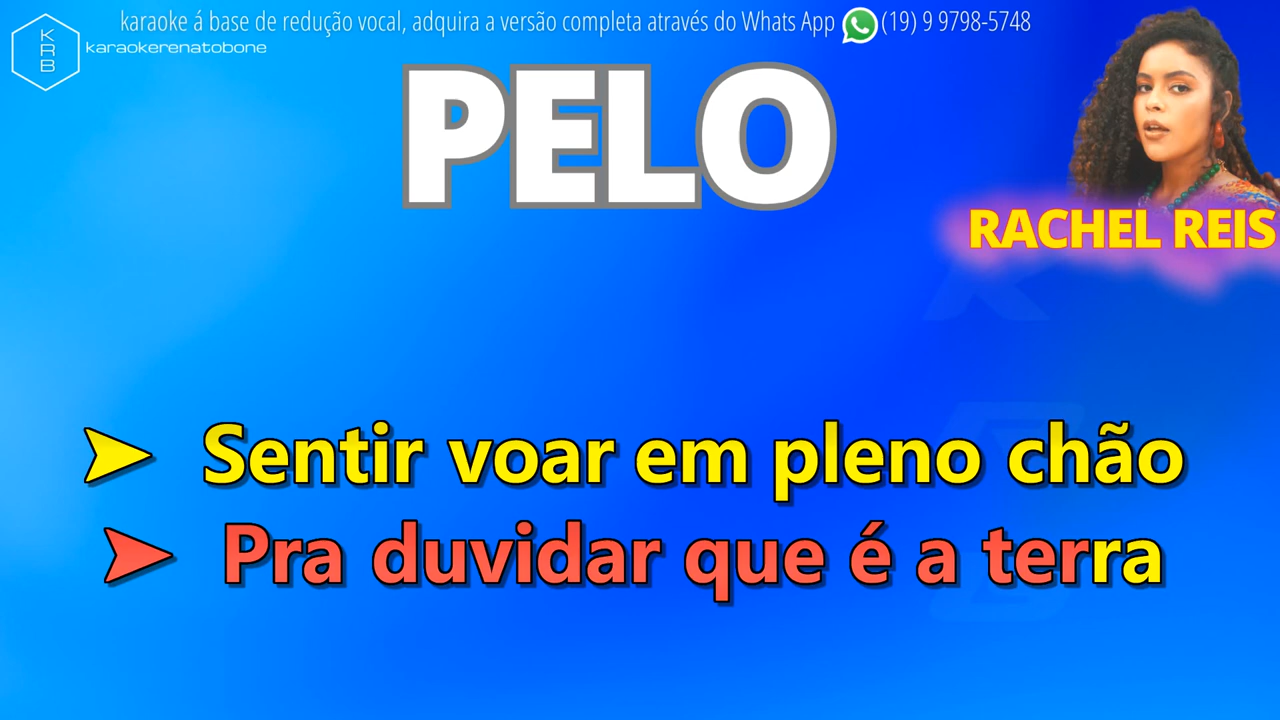 karaoke á base de redução vocal, adquira a versão completa através do Whats App (19) 9 9798-5748
K
R
B
karaokerenatobone
PELO
RACHEL REIS
➤ Sentir voar em pleno chão
➤ Pra duvidar que é a terra